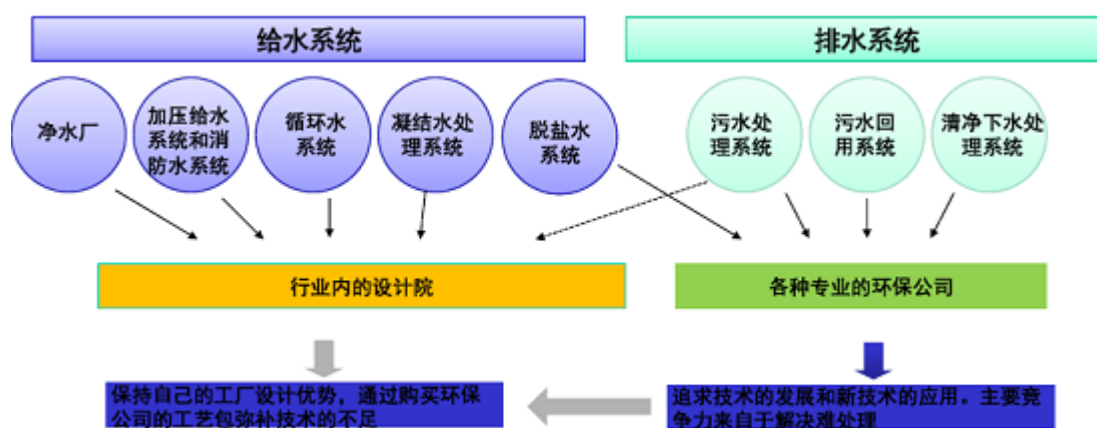 给水系统
排水系统
净水厂
加压给水
系统和消
防水系统
循环水
系统
凝结水处
理系统
脱盐水
系统
污水处
理系统
污水回
用系统
清净下水处
理系统
行业内的设计院
各种专业的环保公司
保持自己的工厂设计优势，通过购买环保
公司的工艺包弥补技术的不足
追求技术的发展和新技术的应用。主要竞
争力来自于解决难处理